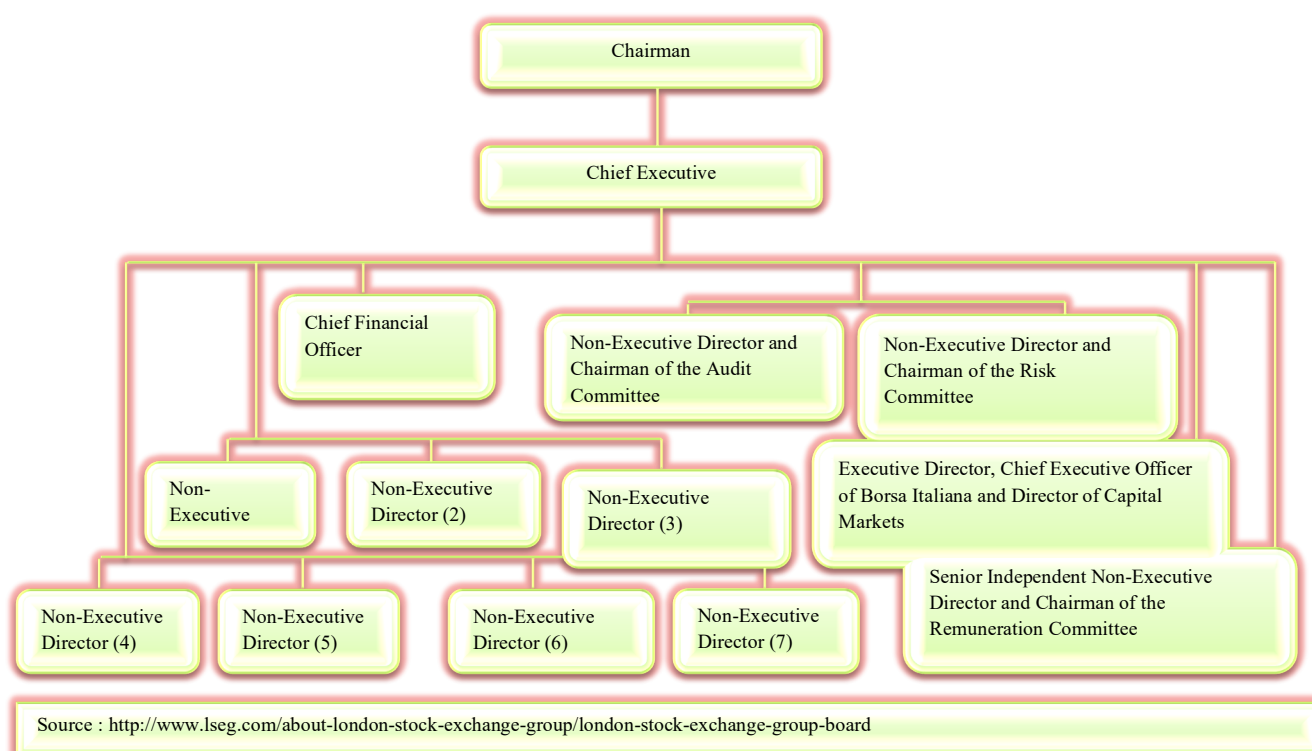 Chairman
Chief Executive
Chief Financial
Officer
Non-Executive Director and
Chairman of the Audit
Committee
Non-Executive Director and
Chairman of the Risk
Committee
Non-
Executive
Non-Executive
Director (2)
Non-Executive
Director (3)
Executive Director, Chief Executive Officer
of Borsa Italiana and Director of Capital
Markets
Non-Executive
Director (4)
Non-Executive
Director (5)
Non-Executive
Director (6)
Non-Executive
Director (7)
Senior Independent Non-Executive
Director and Chairman of the
Remuneration Committee
Source : http://www.lseg.com/about-london-stock-exchange-group/london-stock-exchange-group-board